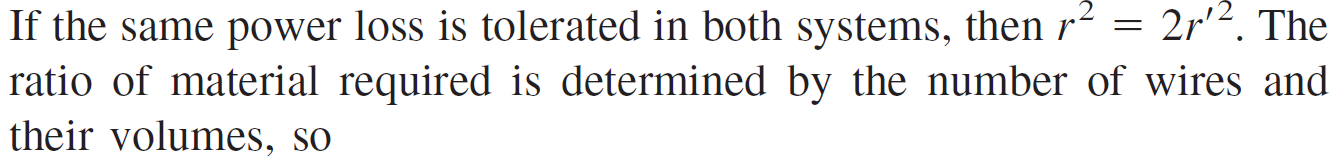 If the same power loss is tolerated in both systems, then r² = 2r′². The
ratio of material required is determined by the number of wires and
their volumes, so